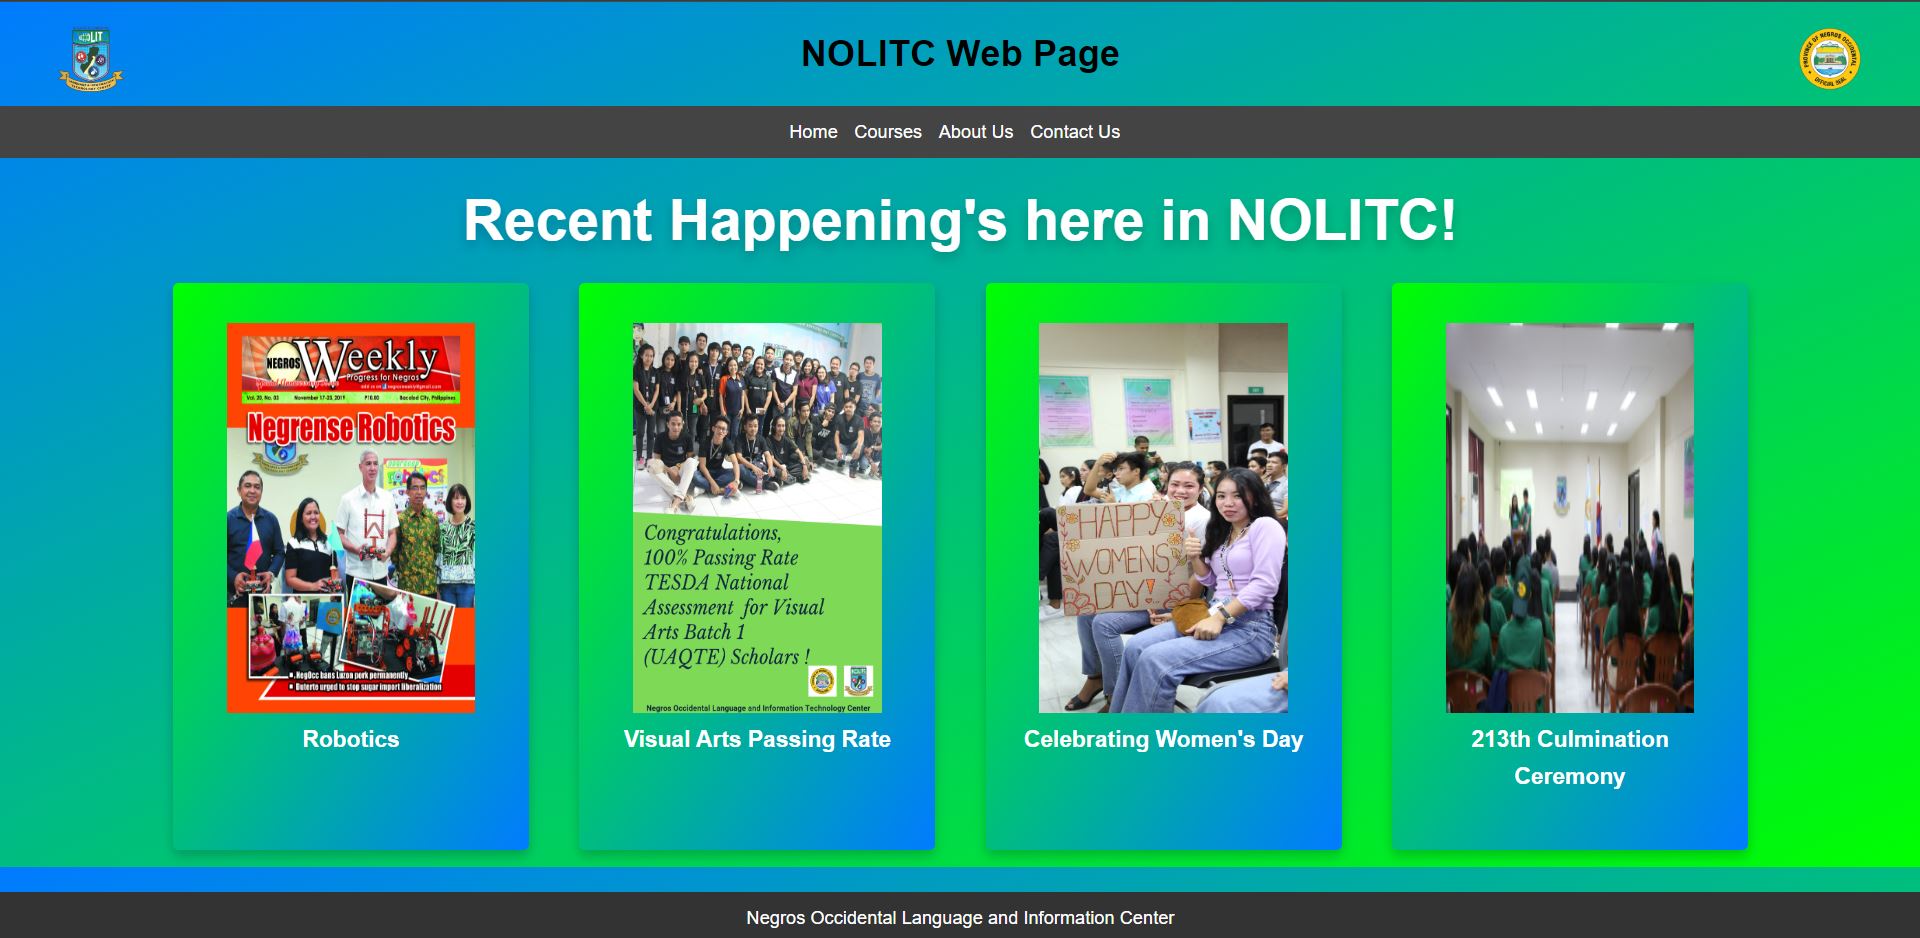 NOLIT
TECHNOLOGY CENTER
NOLITC Web Page
PROVINCE OF NEGROS OCCIDENTAL
OFFICIAL SEAL
Home Courses About Us Contact Us
Recent Happening's here in NOLITC!
NEGROS Weekly
Progress for Negros
Vol. 20, No. 03 November 17-23, 2019 P10.00 Bacolod City, Philippines
Negrense Robotics
NegOcc bans Luzon pork permanently
Duterte urged to stop sugar import liberalization
Robotics
Congratulations,
100% Passing Rate
TESDA National
Assessment for Visual
Arts Batch 1
(UAQTE) Scholars !
NOLIT
Negros Occidental Language and Information Technology Center
Visual Arts Passing Rate
HAPPY
WOMENS
DAY!
Celebrating Women's Day
213th Culmination
Ceremony
Negros Occidental Language and Information Center